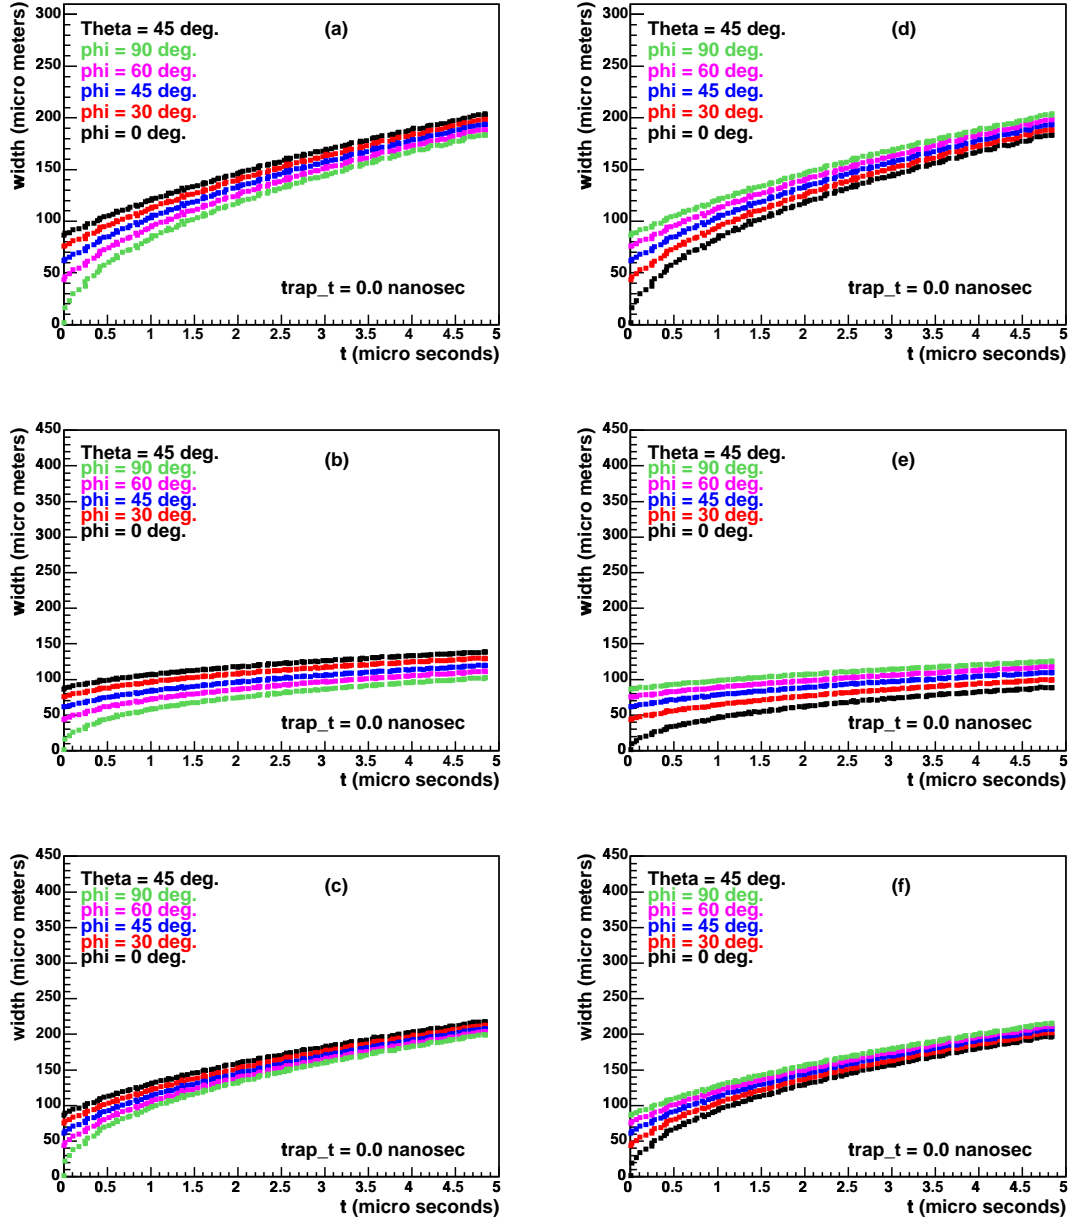 300
250
200
150
100
50
0
width (micro meters)
Theta = 45 deg.
phi = 90 deg.
phi = 60 deg.
phi = 45 deg.
phi = 30 deg.
phi = 0 deg.
(a)
trap_t = 0.0 nanosec
0 0.5 1 1.5 2 2.5 3 3.5 4 4.5 5
t (micro seconds)
300
250
200
150
100
50
0
width (micro meters)
Theta = 45 deg.
phi = 90 deg.
phi = 60 deg.
phi = 45 deg.
phi = 30 deg.
phi = 0 deg.
(d)
trap_t = 0.0 nanosec
0 0.5 1 1.5 2 2.5 3 3.5 4 4.5 5
t (micro seconds)
450
400
350
300
250
200
150
100
50
0
width (micro meters)
Theta = 45 deg.
phi = 90 deg.
phi = 60 deg.
phi = 45 deg.
phi = 30 deg.
phi = 0 deg.
(b)
trap_t = 0.0 nanosec
0 0.5 1 1.5 2 2.5 3 3.5 4 4.5 5
t (micro seconds)
450
400
350
300
250
200
150
100
50
0
width (micro meters)
Theta = 45 deg.
phi = 90 deg.
phi = 60 deg.
phi = 45 deg.
phi = 30 deg.
phi = 0 deg.
(e)
trap_t = 0.0 nanosec
0 0.5 1 1.5 2 2.5 3 3.5 4 4.5 5
t (micro seconds)
450
400
350
300
250
200
150
100
50
0
width (micro meters)
Theta = 45 deg.
phi = 90 deg.
phi = 60 deg.
phi = 45 deg.
phi = 30 deg.
phi = 0 deg.
(c)
trap_t = 0.0 nanosec
0 0.5 1 1.5 2 2.5 3 3.5 4 4.5 5
t (micro seconds)
450
400
350
300
250
200
150
100
50
0
width (micro meters)
Theta = 45 deg.
phi = 90 deg.
phi = 60 deg.
phi = 45 deg.
phi = 30 deg.
phi = 0 deg.
(f)
trap_t = 0.0 nanosec
0 0.5 1 1.5 2 2.5 3 3.5 4 4.5 5
t (micro seconds)